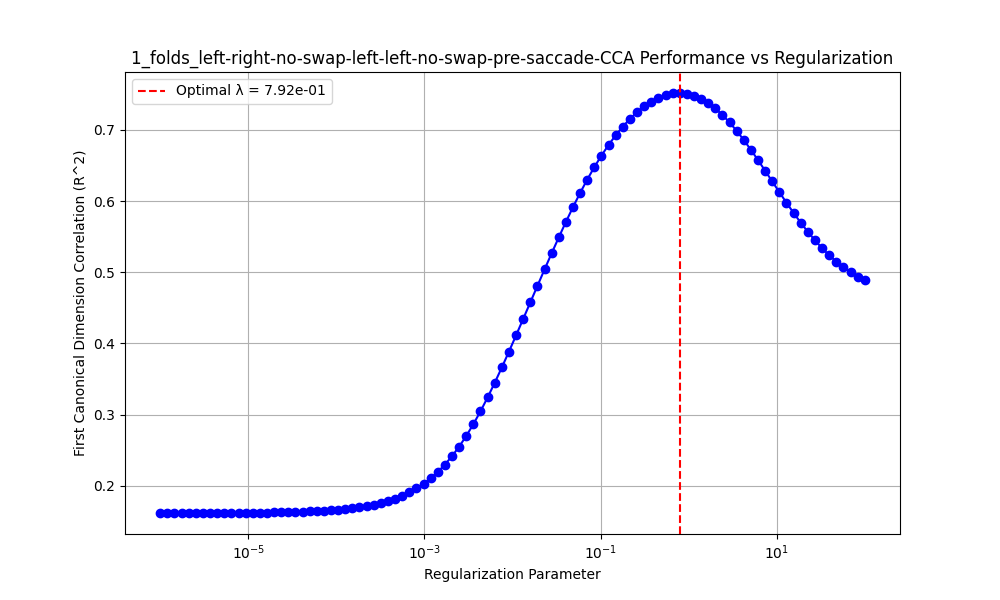 1_folds_left-right-no-swap-left-left-no-swap-pre-saccade-CCA Performance vs Regularization
Optimal λ = 7.92e-01
First Canonical Dimension Correlation (R^2)
0.7
0.6
0.5
0.4
0.3
0.2
10⁻⁵
10⁻³
10⁻¹
10¹
Regularization Parameter